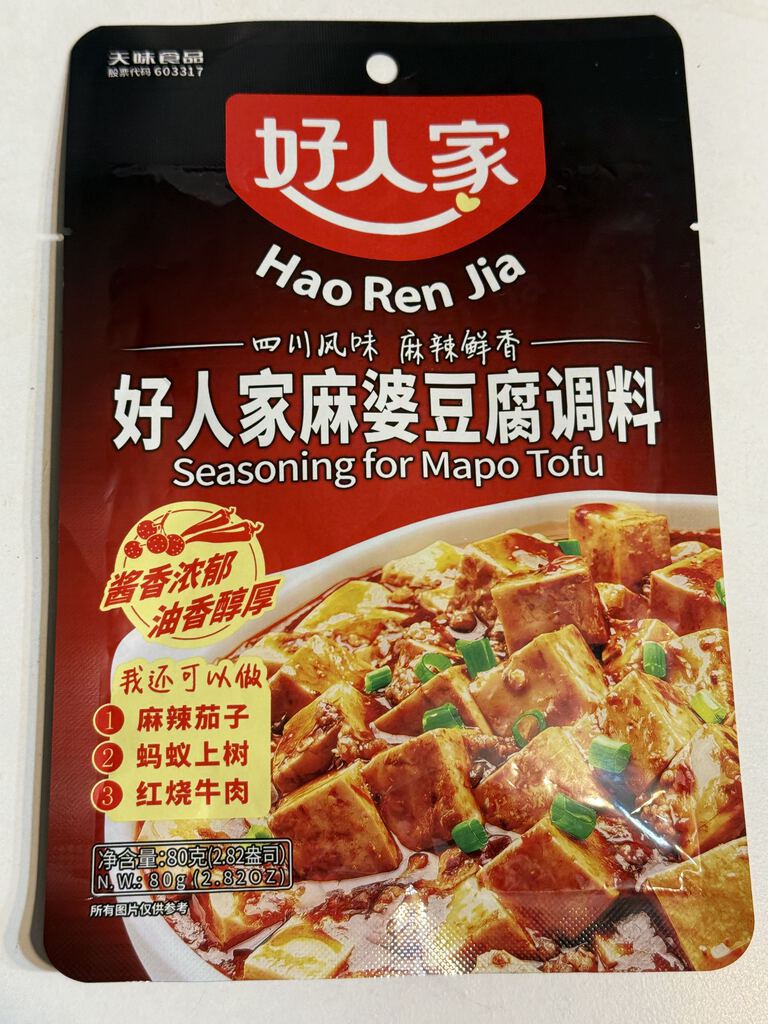 天味食品
股票代码 603317
好人家
Hao Ren Jia
四川风味 麻辣鲜香
好人家麻婆豆腐调料
Seasoning for Mapo Tofu
酱香浓郁
油香醇厚
我还可以做
1 麻辣茄子
2 蚂蚁上树
3 红烧牛肉
净含量:80克(2.82盎司)
N.W.: 80g(2.82OZ)
所有图片仅供参考